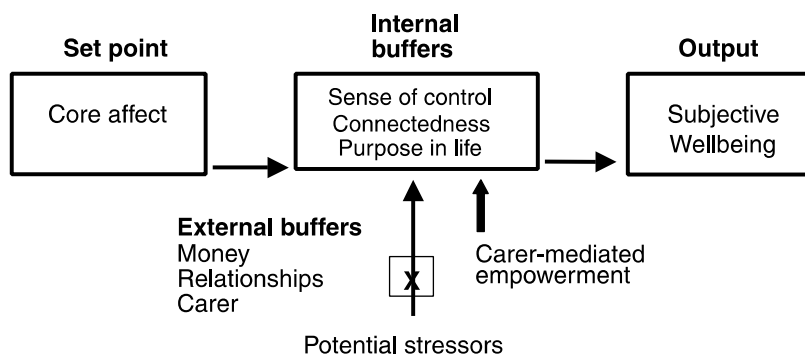 Set point
Internal
buffers
Output
Core affect
Sense of control
Connectedness
Purpose in life
Subjective
Wellbeing
External buffers
Money
Relationships
Carer
X
Carer-mediated
empowerment
Potential stressors